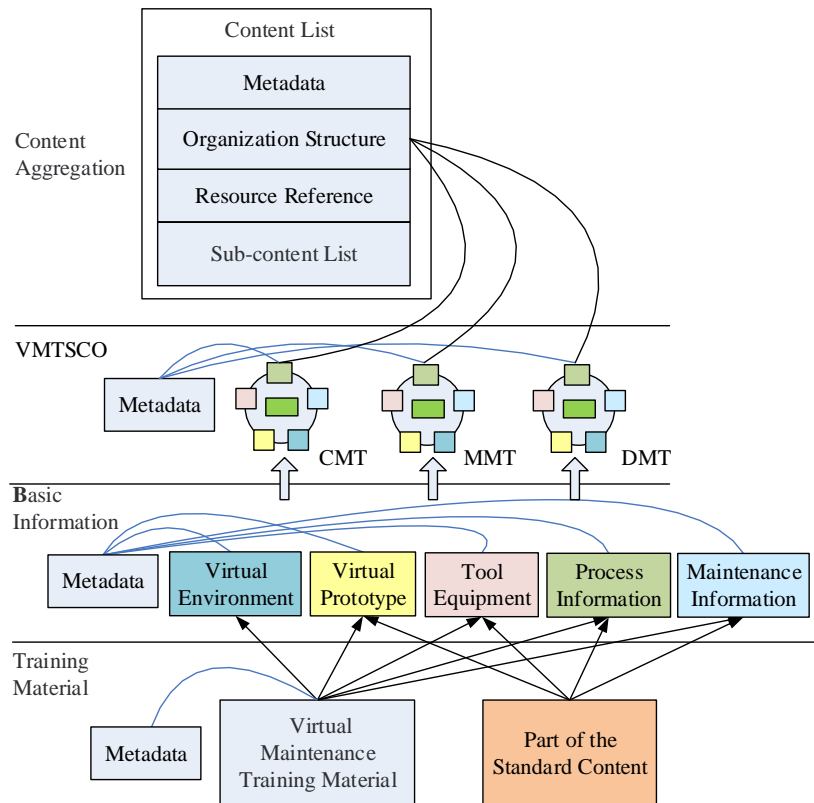 Content List
Metadata
Organization Structure
Resource Reference
Sub-content List
Content
Aggregation
VMTSCO
Metadata
CMT
MMT
DMT
Basic
Information
Metadata
Virtual
Environment
Virtual
Prototype
Tool
Equipment
Process
Information
Maintenance
Information
Training
Material
Metadata
Virtual
Maintenance
Training Material
Part of the
Standard Content